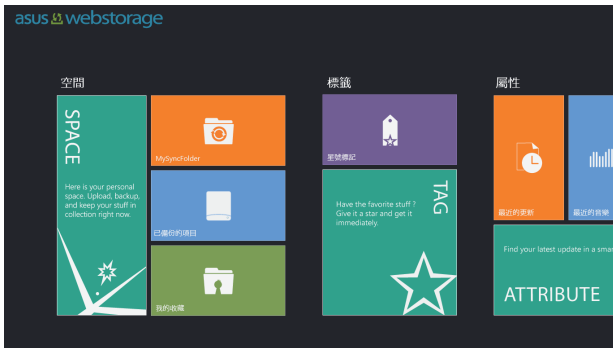 asus webstorage
空間
SPACE
Here is your personal
space. Upload, backup,
and keep your stuff in
collection right now.
MySyncFolder
已備份的項目
我的收藏
標籤
星號標記
Have the favorite stuff ?
Give it a star and get it
immediately.
TAG
屬性
最近的更新
最近的音樂
Find your latest update in a smar
ATTRIBUTE